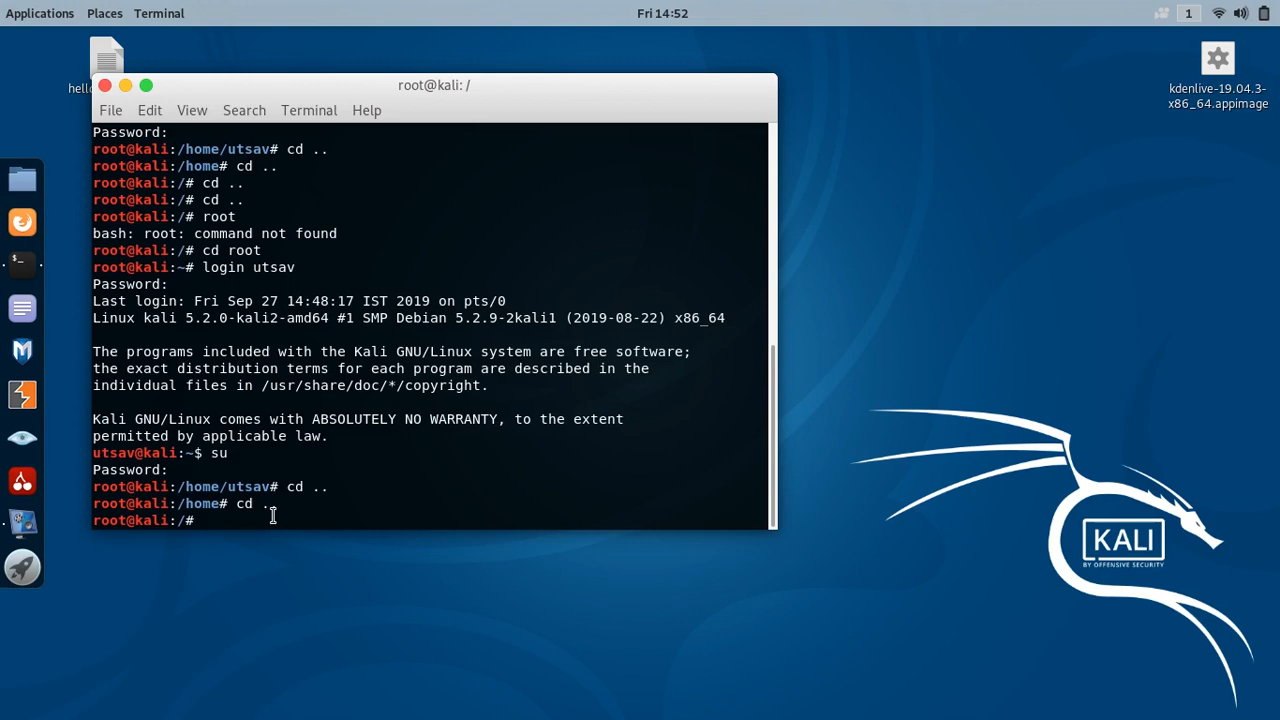 Applications Places Terminal Fri 14:52 1
kdenlive-19.04.3-
x86_64.appimage
root@kali: /
File Edit View Search Terminal Help
Password:
root@kali:/home/utsav# cd ..
root@kali:/home# cd ..
root@kali:/# cd ..
root@kali:/# cd ..
root@kali:/# root
bash: root: command not found
root@kali:/# cd root
root@kali:~# login utsav
Password:
Last login: Fri Sep 27 14:48:17 IST 2019 on pts/0
Linux kali 5.2.0-kali2-amd64 #1 SMP Debian 5.2.9-2kali1 (2019-08-22) x86_64
The programs included with the Kali GNU/Linux system are free software;
the exact distribution terms for each program are described in the
individual files in /usr/share/doc/*/copyright.
Kali GNU/Linux comes with ABSOLUTELY NO WARRANTY, to the extent
permitted by applicable law.
utsav@kali:~$ su
Password:
root@kali:/home/utsav# cd ..
root@kali:/home# cd ..
root@kali:/#
KALI
BY OFFENSIVE SECURITY